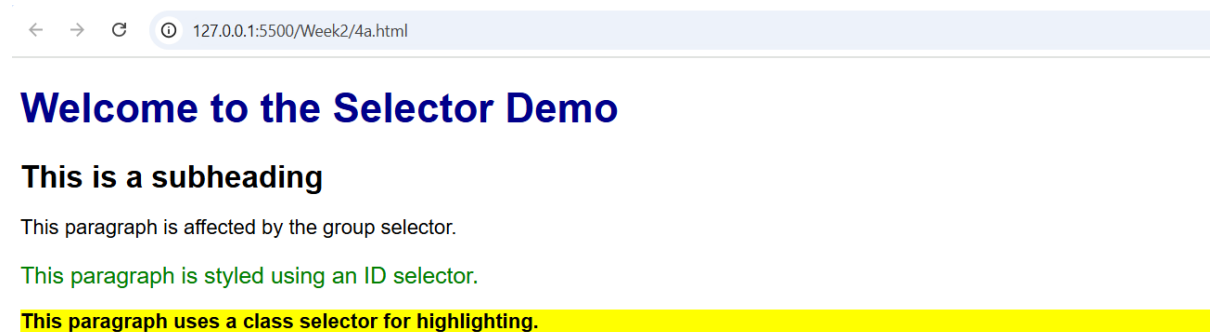 127.0.0.1:5500/Week2/4a.html
Welcome to the Selector Demo
This is a subheading
This paragraph is affected by the group selector.
This paragraph is styled using an ID selector.
This paragraph uses a class selector for highlighting.